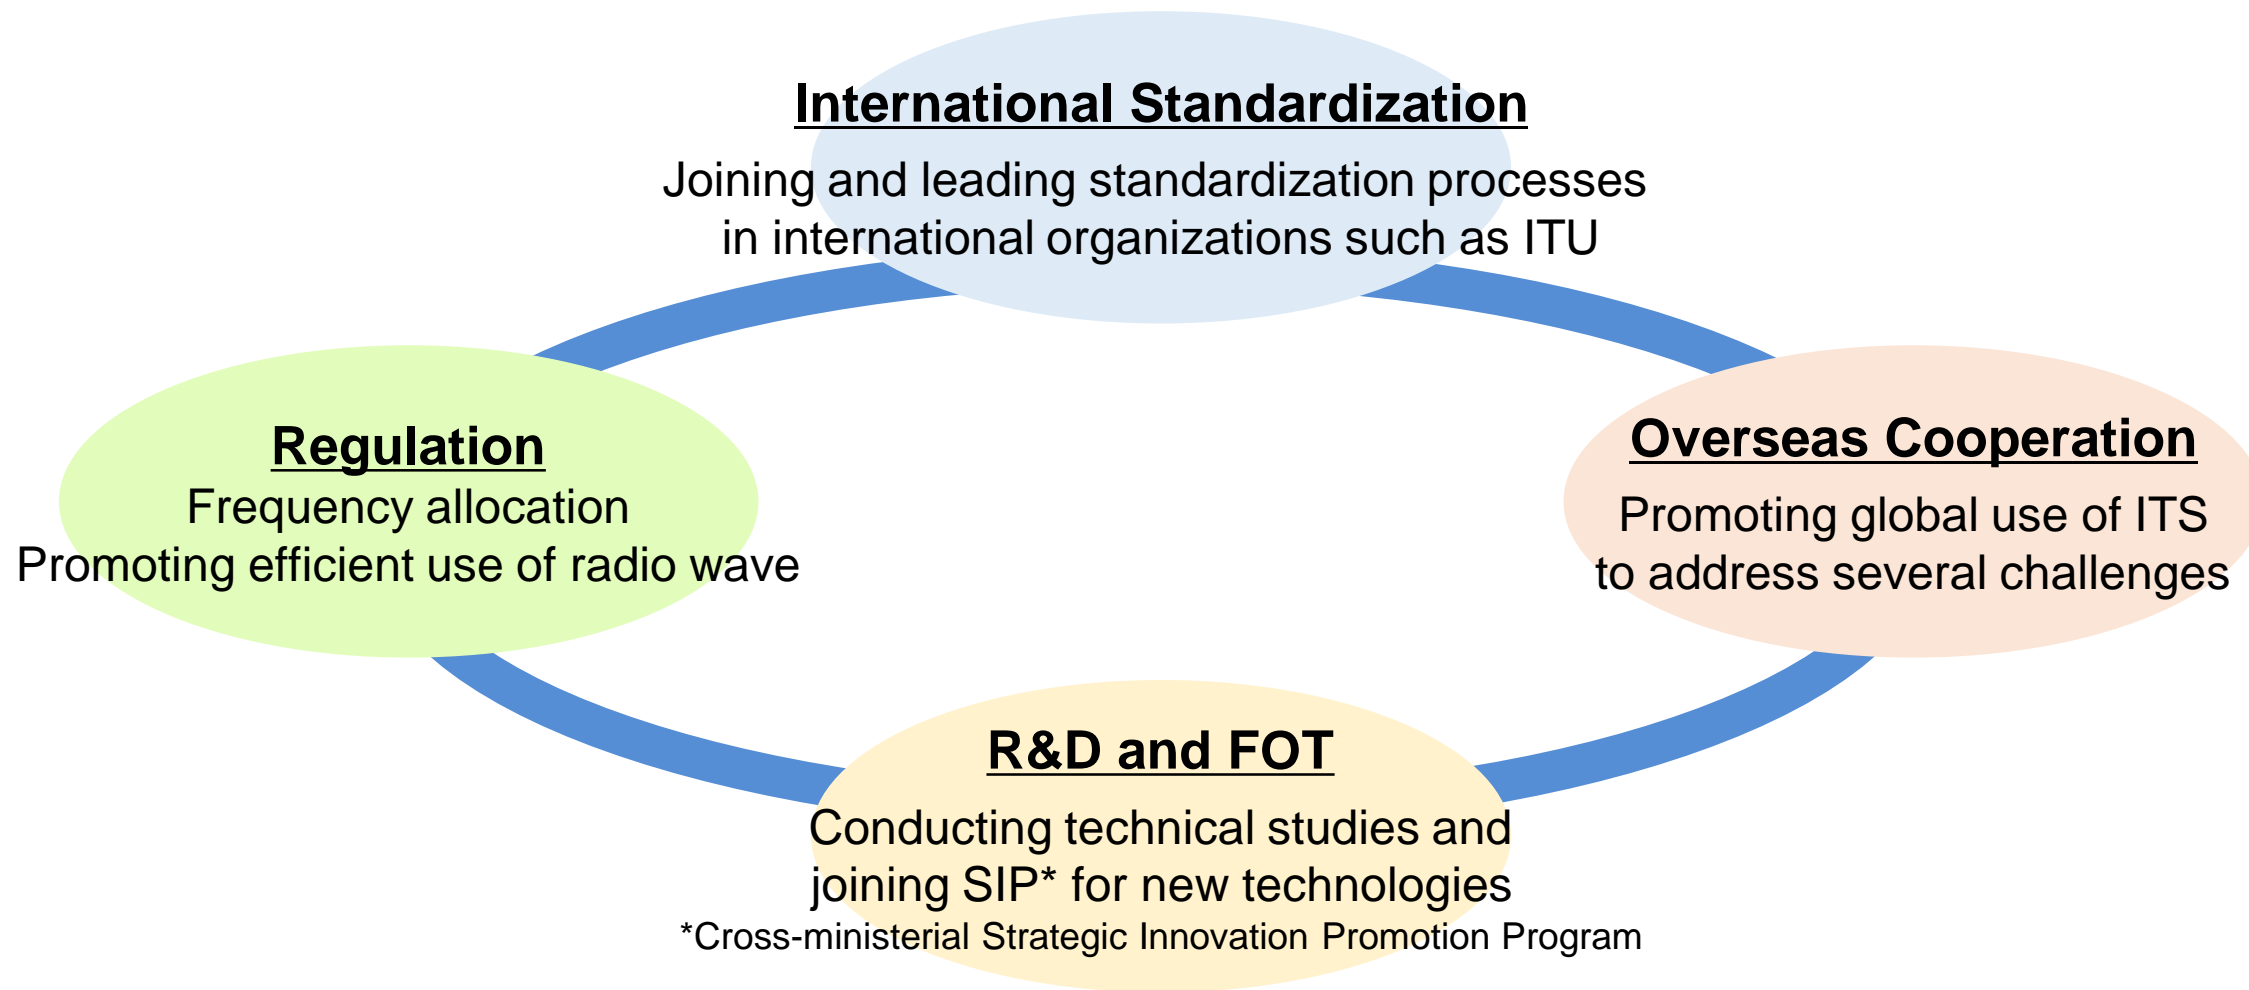 International Standardization
Joining and leading standardization processes
in international organizations such as ITU
Regulation
Frequency allocation
Promoting efficient use of radio wave
Overseas Cooperation
Promoting global use of ITS
to address several challenges
R&D and FOT
Conducting technical studies and
joining SIP* for new technologies
*Cross-ministerial Strategic Innovation Promotion Program